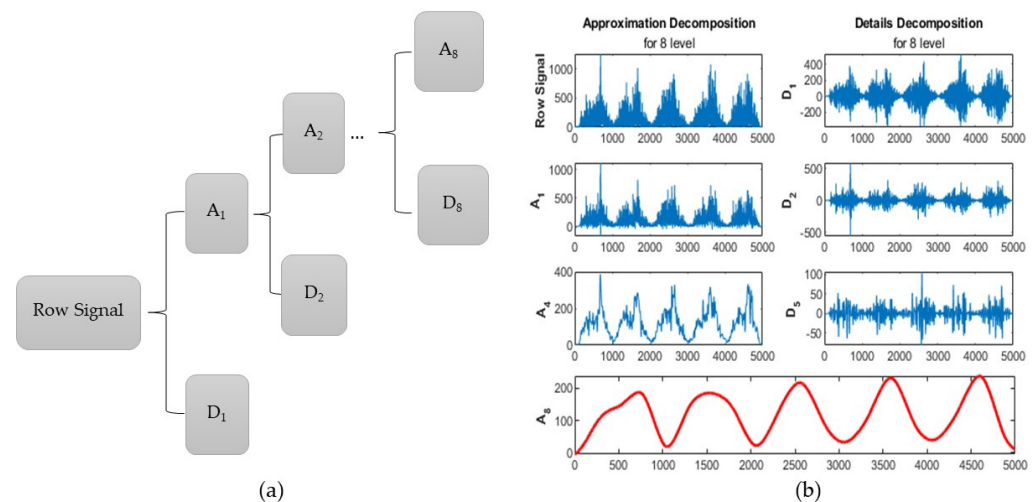 A₈
A₂
...
A₁
D₈
Row Signal
D₂
D₁
(a)
Approximation Decomposition
for 8 level
Row Signal
1000
500
0
0 1000 2000 3000 4000 5000
A₁
1000
500
0
0 1000 2000 3000 4000 5000
A₄
400
200
0
0 1000 2000 3000 4000 5000
Details Decomposition
for 8 level
D₁
400
200
0
-200
0 1000 2000 3000 4000 5000
D₂
500
0
-500
0 1000 2000 3000 4000 5000
D₅
100
50
0
-50
0 1000 2000 3000 4000 5000
A₈
200
100
0
0 500 1000 1500 2000 2500 3000 3500 4000 4500 5000
(b)